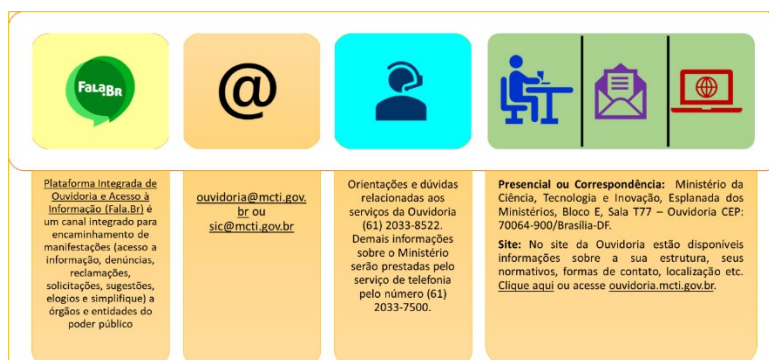 FALA.BR
@
Plataforma Integrada de
Ouvidoria e Acesso à
Informação (Fala.Br) é
um canal integrado para
encaminhamento de
manifestações (acesso a
informação, denúncias,
reclamações,
solicitações, sugestões,
elogios e simplifique) a
órgãos e entidades do
poder público
ouvidoria@mcti.gov.
br ou
sic@mcti.gov.br
Orientações e dúvidas
relacionadas aos
serviços da Ouvidoria
(61) 2033-8522.
Demais informações
sobre o Ministério
serão prestadas pelo
serviço de telefonia
pelo número (61)
2033-7500.
Presencial ou Correspondência: Ministério da
Ciência, Tecnologia e Inovação, Esplanada dos
Ministérios, Bloco E, Sala T77 – Ouvidoria CEP:
70064-900/Brasília-DF.
Site: No site da Ouvidoria estão disponíveis
informações sobre a sua estrutura, seus
normativos, formas de contato, localização etc.
Clique aqui ou acesse ouvidoria.mcti.gov.br.